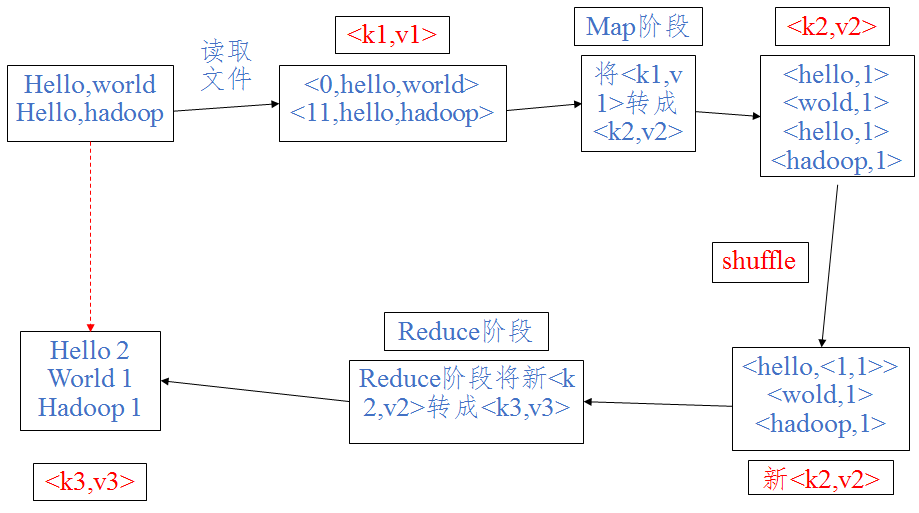 <k1,v1>
Map阶段
<k2,v2>
读取
文件
Hello,world
Hello,hadoop
<0,hello,world>
<11,hello,hadoop>
将<k1,v
1>转成
<k2,v2>
<hello,1>
<wold,1>
<hello,1>
<hadoop,1>
shuffle
Reduce阶段
Hello 2
World 1
Hadoop 1
Reduce阶段将新<k
2,v2>转成<k3,v3>
<hello,<1,1>>
<wold,1>
<hadoop,1>
<k3,v3>
新<k2,v2>